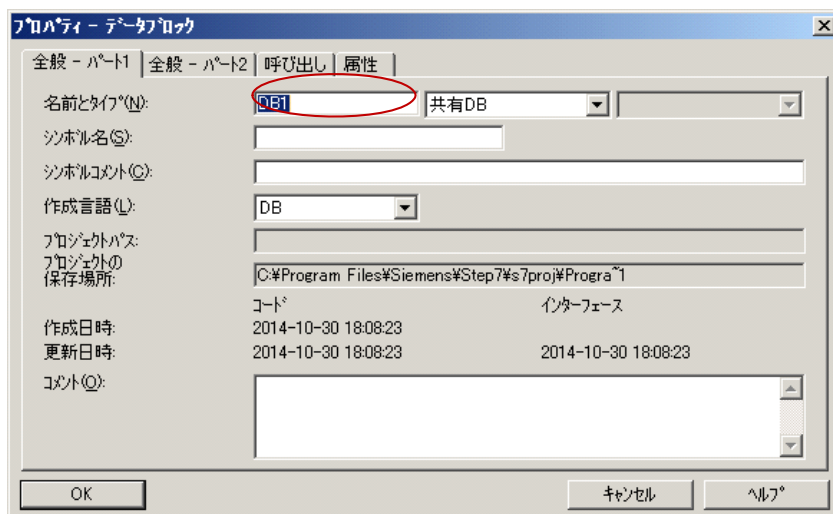 ﾌﾟﾛﾊﾟﾃｨ - ﾃﾞｰﾀﾌﾞﾛｯｸ
全般 - ﾊﾟｰﾄ1 全般 - ﾊﾟｰﾄ2 呼び出し 属性
名前とﾀｲﾌﾟ(N): DB1 共有DB
ｼﾝﾎﾞﾙ名(S):
ｼﾝﾎﾞﾙｺﾒﾝﾄ(C):
作成言語(L): DB
ﾌﾟﾛｼﾞｪｸﾄﾊﾟｽ:
ﾌﾟﾛｼﾞｪｸﾄの
保存場所: C:¥Program Files¥Siemens¥Step7¥s7proj¥Progra~1
ｺｰﾄﾞ ｲﾝﾀｰﾌｪｰｽ
作成日時: 2014-10-30 18:08:23
更新日時: 2014-10-30 18:08:23 2014-10-30 18:08:23
ｺﾒﾝﾄ(O):
OK ｷｬﾝｾﾙ ﾍﾙﾌﾟ